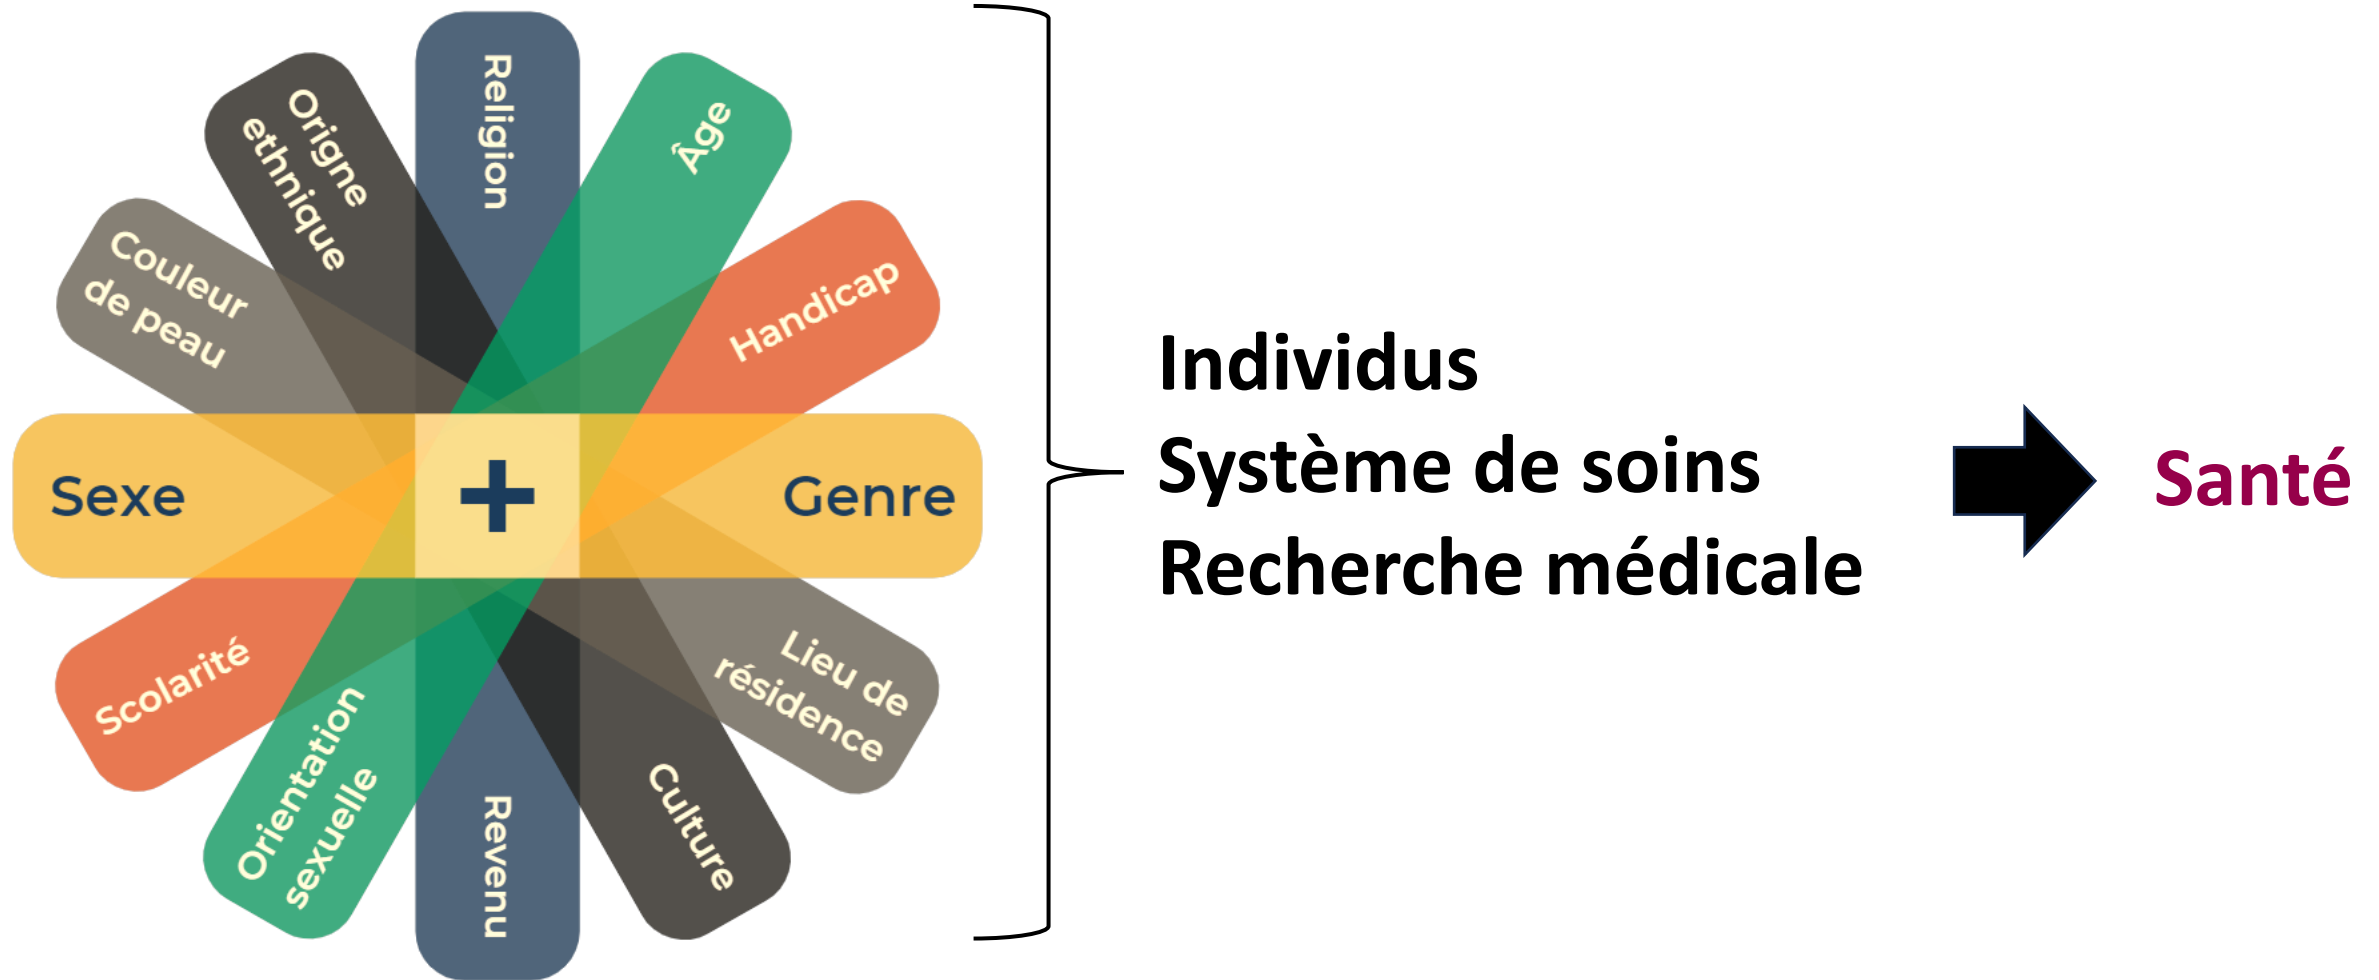 Religion
Âge
Handicap
Genre
Lieu de
résidence
Culture
Revenu
Orientation
sexuelle
Scolarité
Sexe
Couleur
de peau
Origne
ethnique
+
Individus
Système de soins
Recherche médicale
Santé